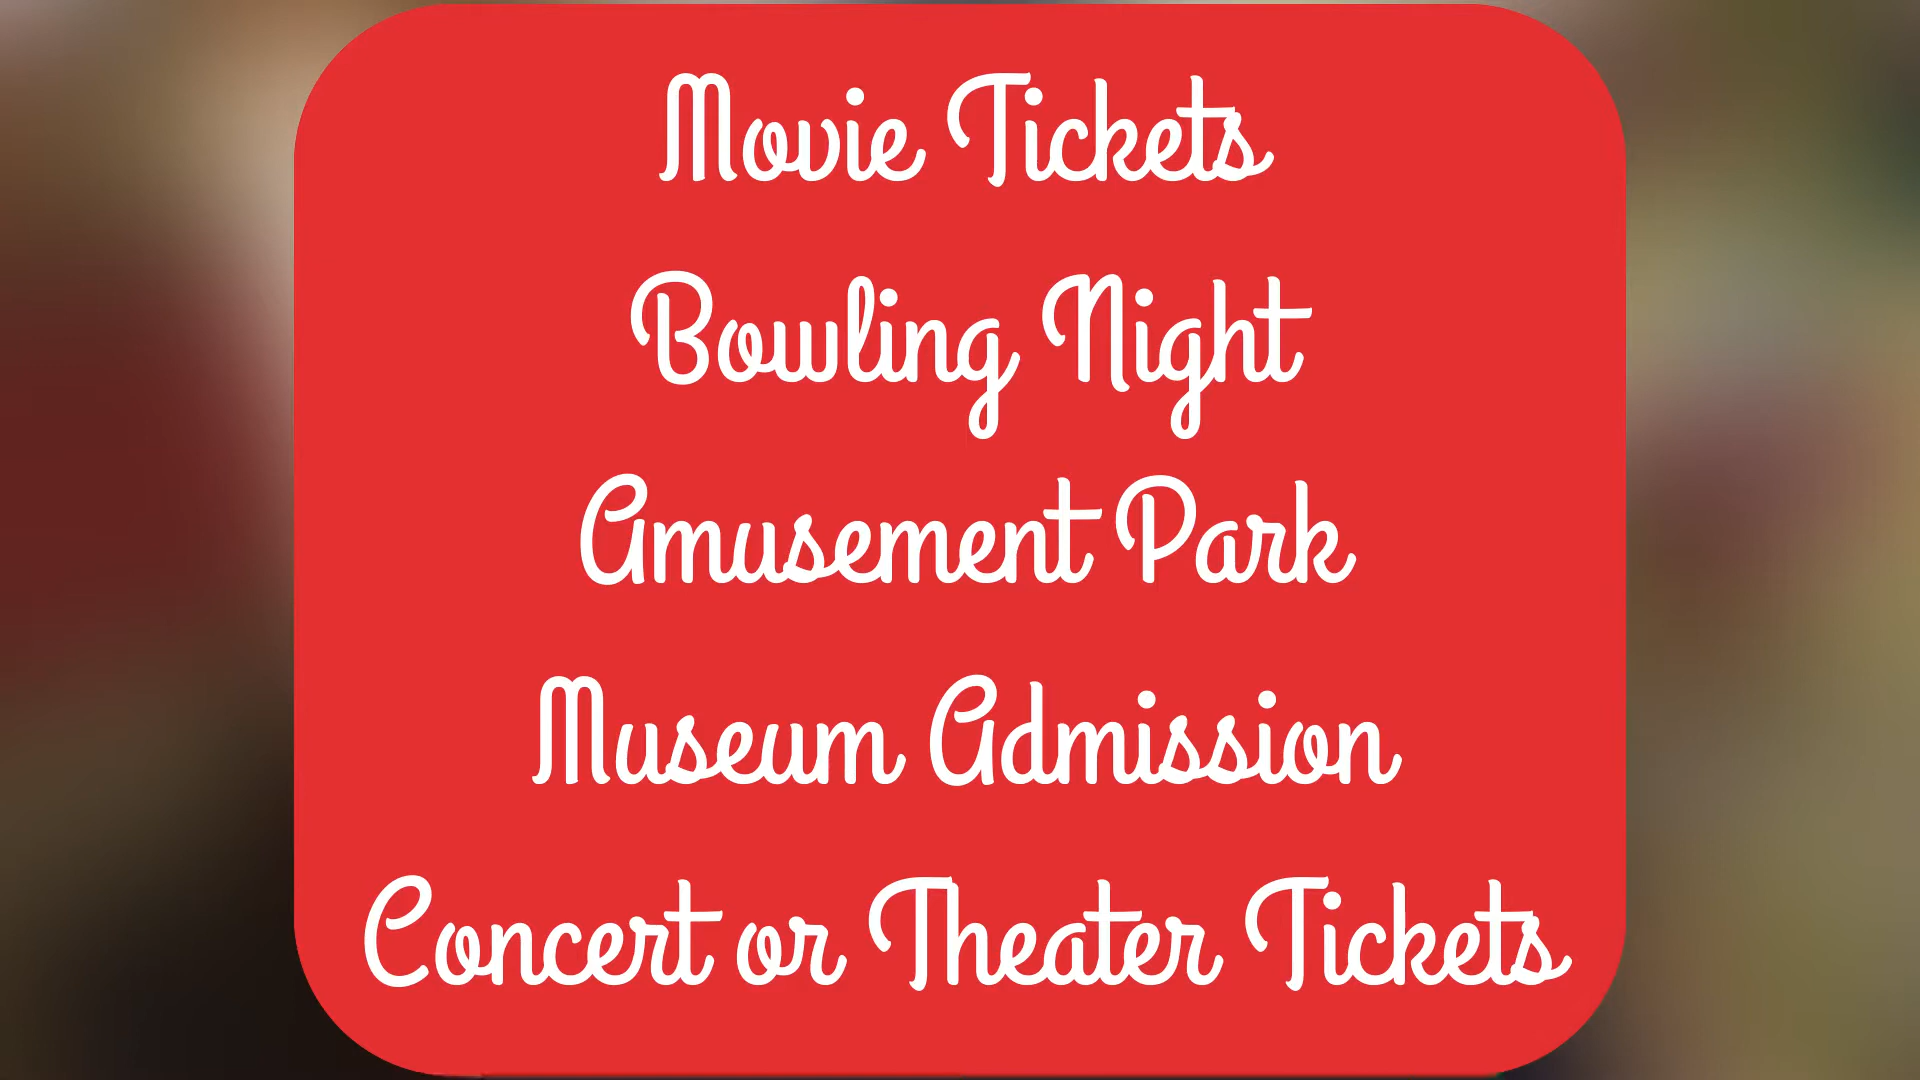 Movie Tickets
Bowling Night
Amusement Park
Museum Admission
Concert or Theater Tickets